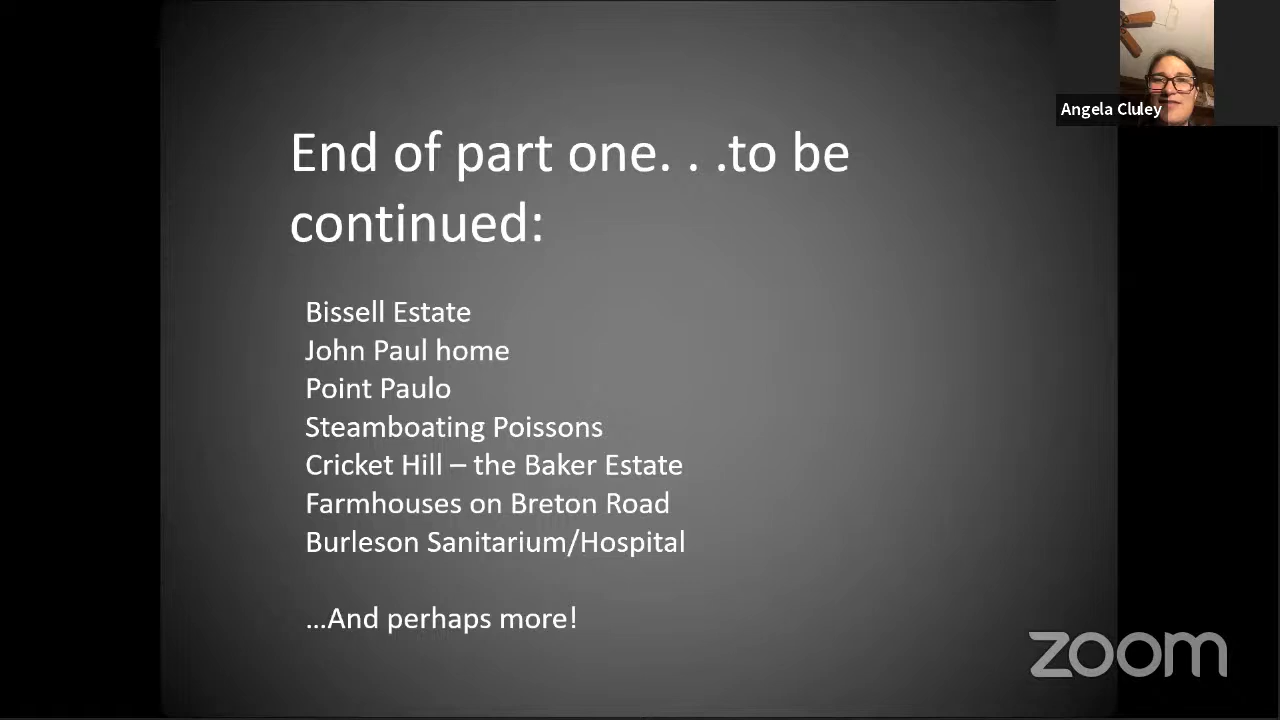 Angela Cluley
End of part one. . .to be
continued:
Bissell Estate
John Paul home
Point Paulo
Steamboating Poissons
Cricket Hill – the Baker Estate
Farmhouses on Breton Road
Burleson Sanitarium/Hospital
...And perhaps more!
zoom